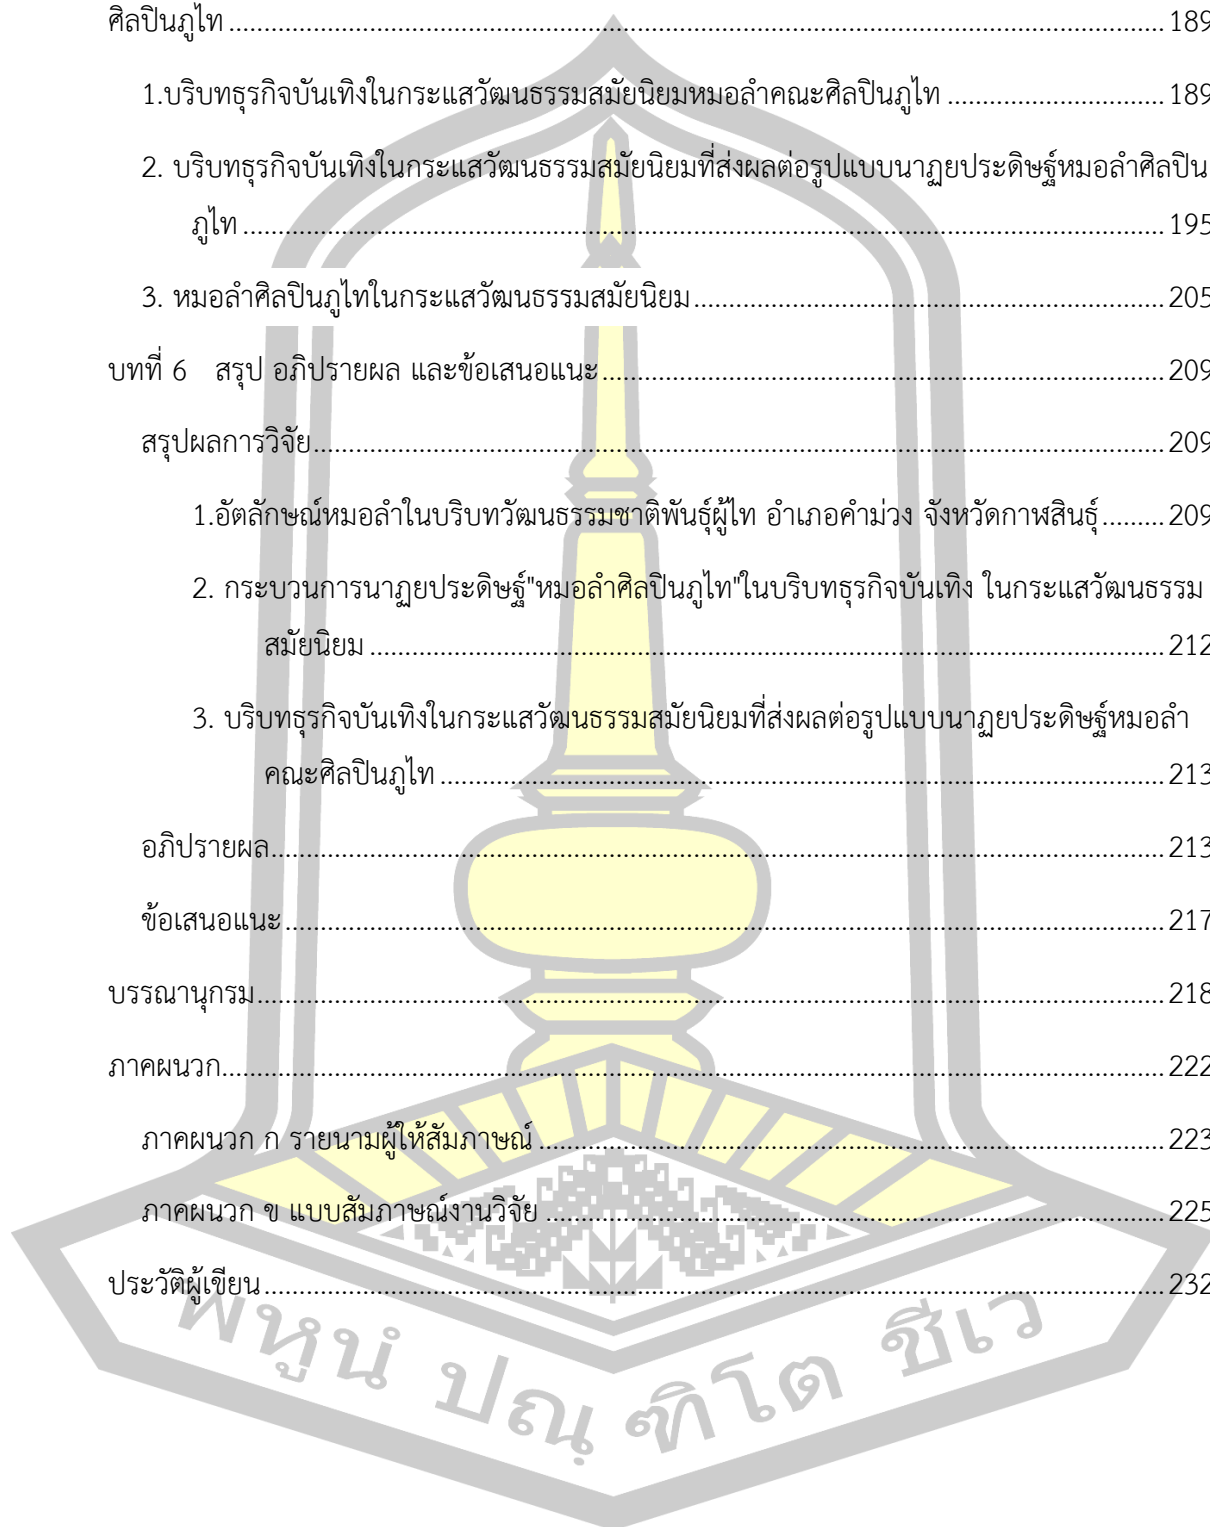 ศิลปินภูไท ........ 189
1.บริบทธุรกิจบันเทิงในกระแสวัฒนธรรมสมัยนิยมหมอลำคณะศิลปินภูไท ........ 189
2. บริบทธุรกิจบันเทิงในกระแสวัฒนธรรมสมัยนิยมที่ส่งผลต่อรูปแบบนาฏยประดิษฐ์หมอลำศิลปิน
ภูไท ........ 195
3. หมอลำศิลปินภูไทในกระแสวัฒนธรรมสมัยนิยม ........ 205
บทที่ 6 สรุป อภิปรายผล และข้อเสนอแนะ ........ 209
สรุปผลการวิจัย ........ 209
1.อัตลักษณ์หมอลำในบริบทวัฒนธรรมชาติพันธุ์ผู้ไท อำเภอคำม่วง จังหวัดกาฬสินธุ์ ........ 209
2. กระบวนการนาฏยประดิษฐ์"หมอลำศิลปินภูไท"ในบริบทธุรกิจบันเทิง ในกระแสวัฒนธรรม
สมัยนิยม ........ 212
3. บริบทธุรกิจบันเทิงในกระแสวัฒนธรรมสมัยนิยมที่ส่งผลต่อรูปแบบนาฏยประดิษฐ์หมอลำ
คณะศิลปินภูไท ........ 213
อภิปรายผล ........ 213
ข้อเสนอแนะ ........ 217
บรรณานุกรม ........ 218
ภาคผนวก ........ 222
ภาคผนวก ก รายนามผู้ให้สัมภาษณ์ ........ 223
ภาคผนวก ข แบบสัมภาษณ์งานวิจัย ........ 225
ประวัติผู้เขียน ........ 232
พหูนํ ปณฺฑิโต ชีเว